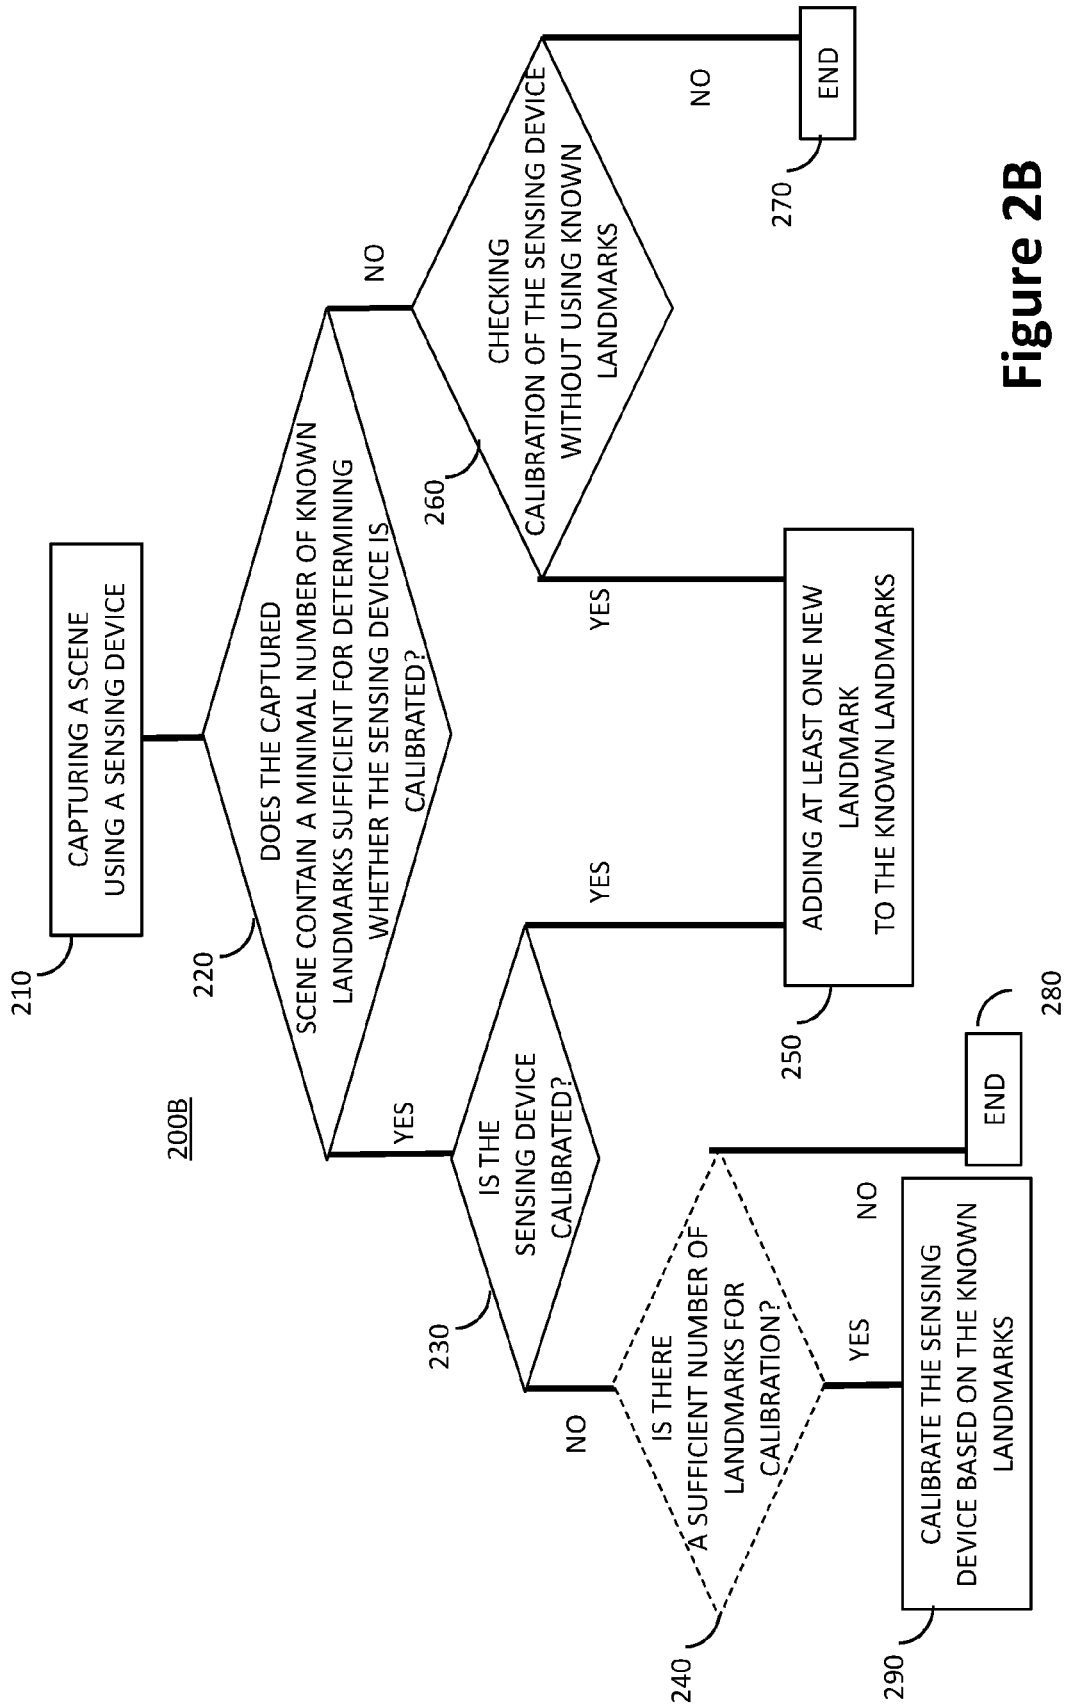 200B
210
CAPTURING A SCENE
USING A SENSING DEVICE
220
DOES THE CAPTURED
SCENE CONTAIN A MINIMAL NUMBER OF KNOWN
LANDMARKS SUFFICIENT FOR DETERMINING
WHETHER THE SENSING DEVICE IS
CALIBRATED?
YES
NO
230
IS THE
SENSING DEVICE
CALIBRATED?
260
CHECKING
CALIBRATION OF THE SENSING DEVICE
WITHOUT USING KNOWN
LANDMARKS
NO
YES
YES
NO
240
IS THERE
A SUFFICIENT NUMBER OF
LANDMARKS FOR
CALIBRATION?
250
ADDING AT LEAST ONE NEW
LANDMARK
TO THE KNOWN LANDMARKS
270
END
YES
NO
290
CALIBRATE THE SENSING
DEVICE BASED ON THE KNOWN
LANDMARKS
END
280
Figure 2B